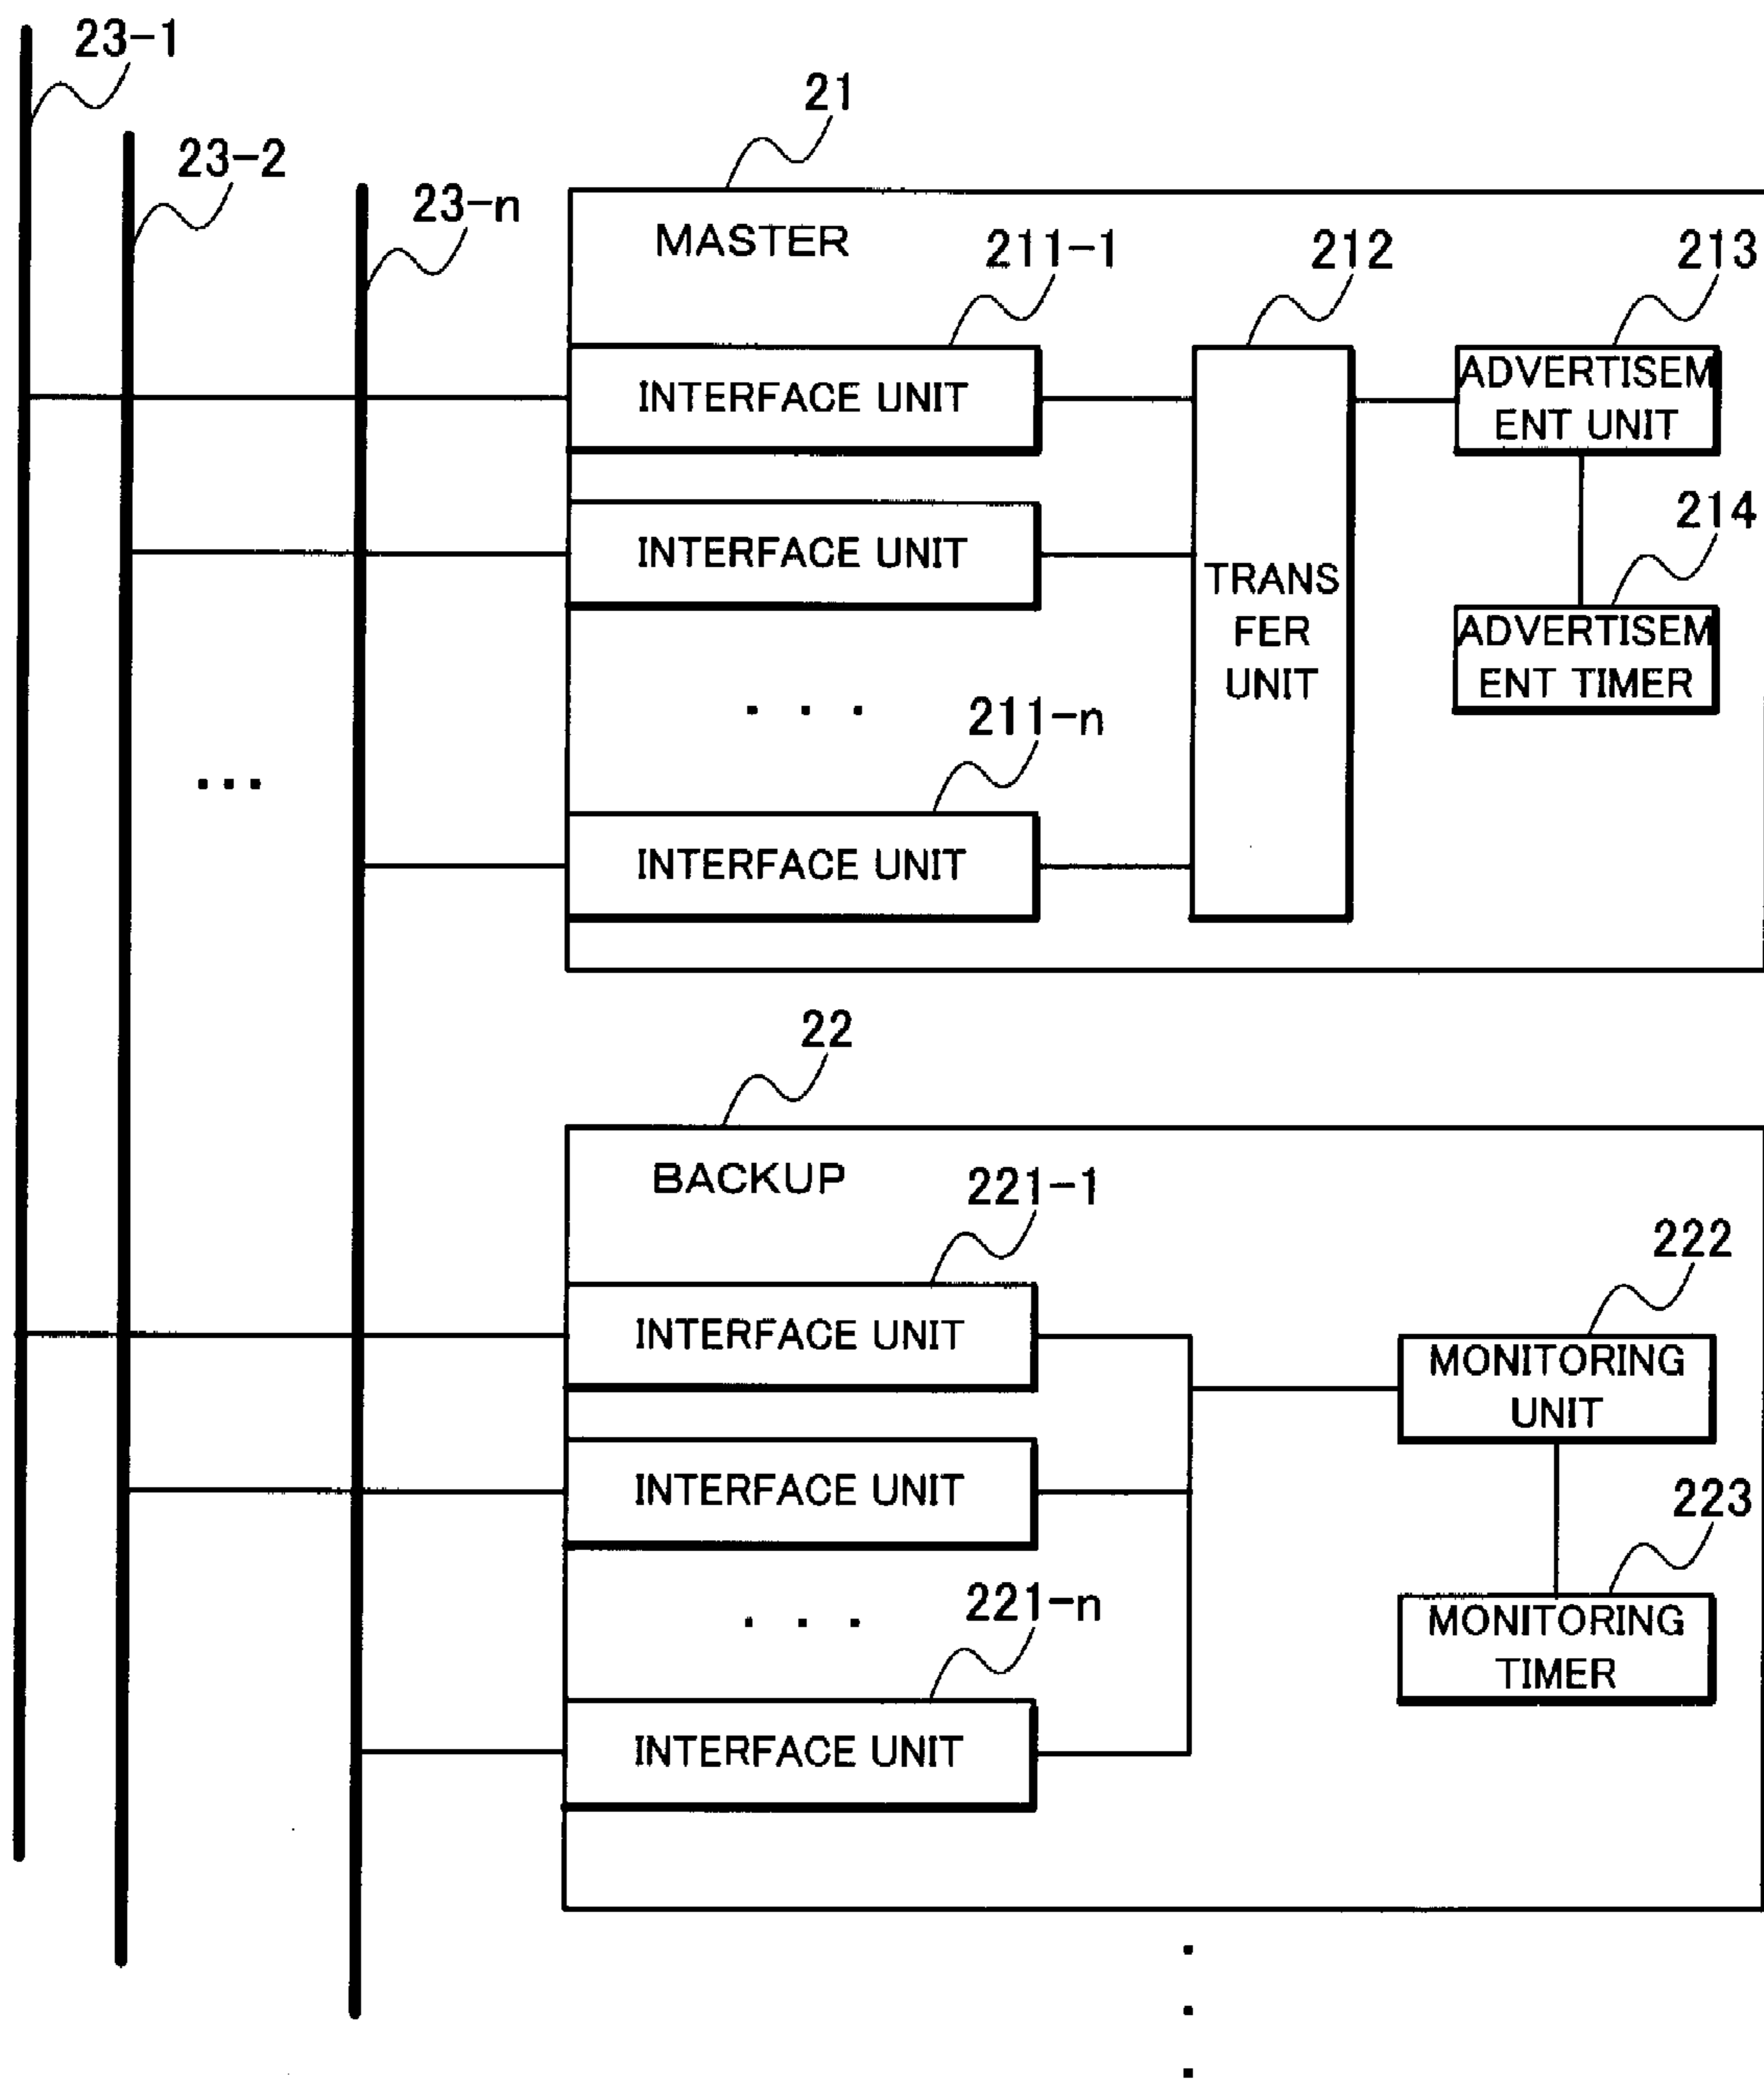 23-1
21
23-2
23-n
MASTER
211-1
212
213
INTERFACE UNIT
ADVERTISEM
ENT UNIT
214
INTERFACE UNIT
TRANS
FER
UNIT
ADVERTISEM
ENT TIMER
. . .
211-n
...
INTERFACE UNIT
22
BACKUP
221-1
222
INTERFACE UNIT
MONITORING
UNIT
INTERFACE UNIT
223
. . .
221-n
MONITORING
TIMER
INTERFACE UNIT
.
.
.